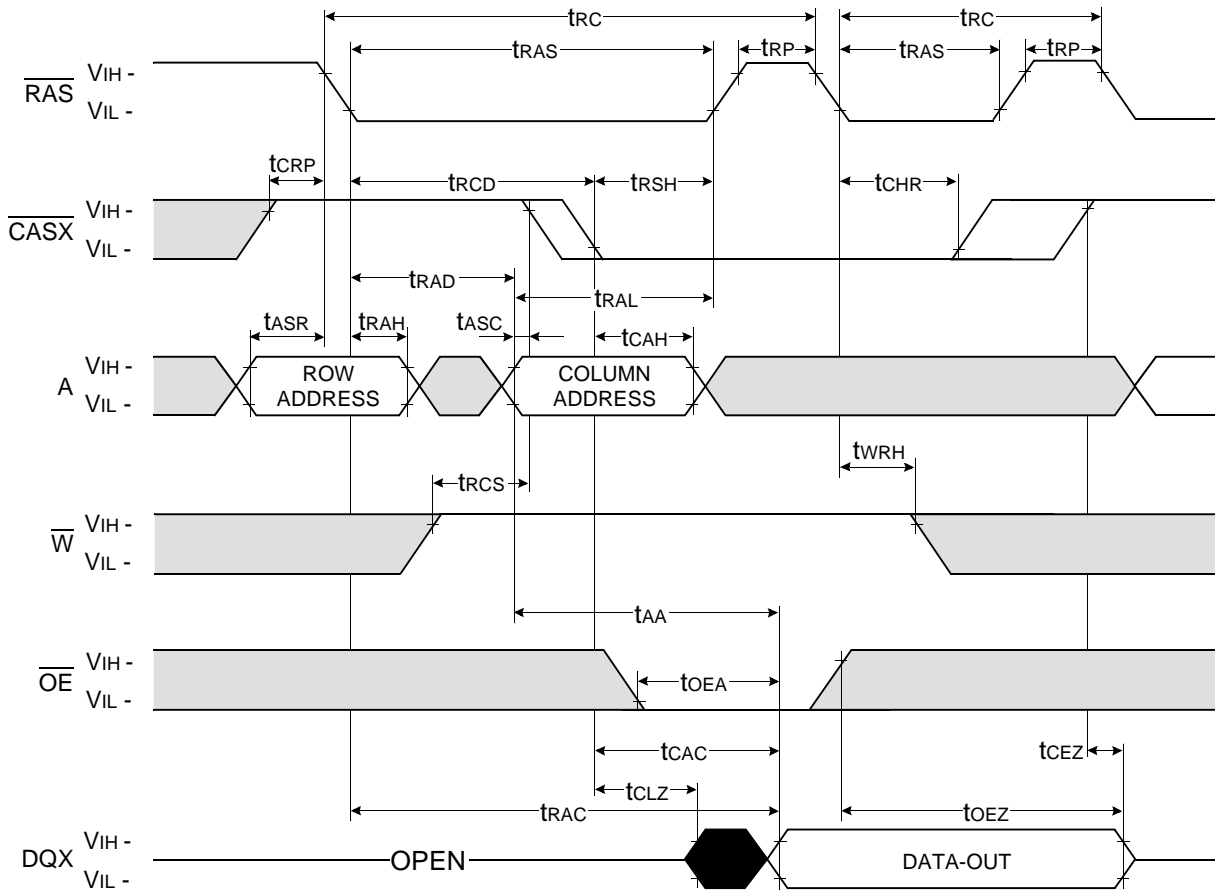 tRC tRC
tRAS tRP tRAS tRP
RAS VIH -
VIL -
tCRP tRCD tRSH tCHR
CASX VIH -
VIL -
tRAD tRAL
tASR tRAH tASC tCAH
A VIH -
VIL -
ROW
ADDRESS
COLUMN
ADDRESS
tWRH
tRCS
W VIH -
VIL -
tAA
OE VIH -
VIL -
tOEA
tCAC tCEZ
tCLZ
tRAC tOEZ
DQX VIH -
VIL -
OPEN DATA-OUT